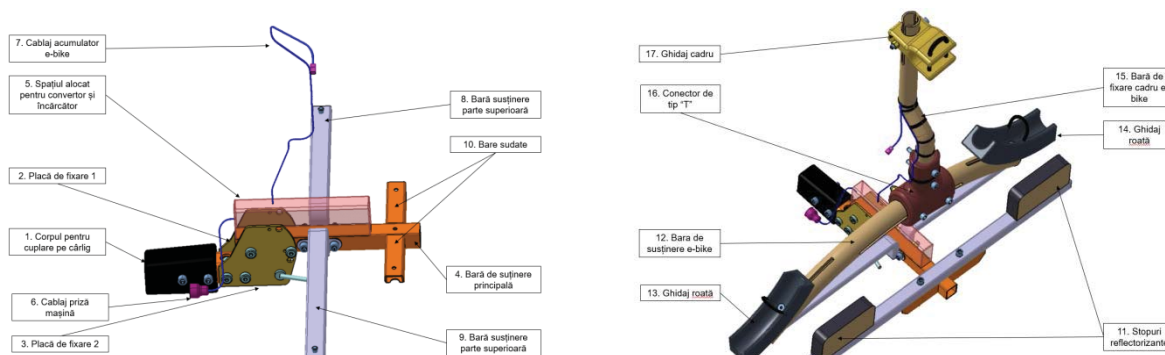 7. Cablaj acumulator
e-bike
5. Spațiul alocat
pentru convertor și
încărcător
2. Placă de fixare 1
1. Corpul pentru
cuplare pe cârlig
6. Cablaj priză
mașină
3. Placă de fixare 2
8. Bară susținere
parte superioară
10. Bare sudate
4. Bară de suținere
principală
9. Bară susținere
parte superioară
17. Ghidaj cadru
16. Conector de
tip "T"
12. Bara de
susținere e-bike
13. Ghidaj roată
15. Bară de
fixare cadru e-
bike
14. Ghidaj
roată
11. Stopuri
reflectorizante